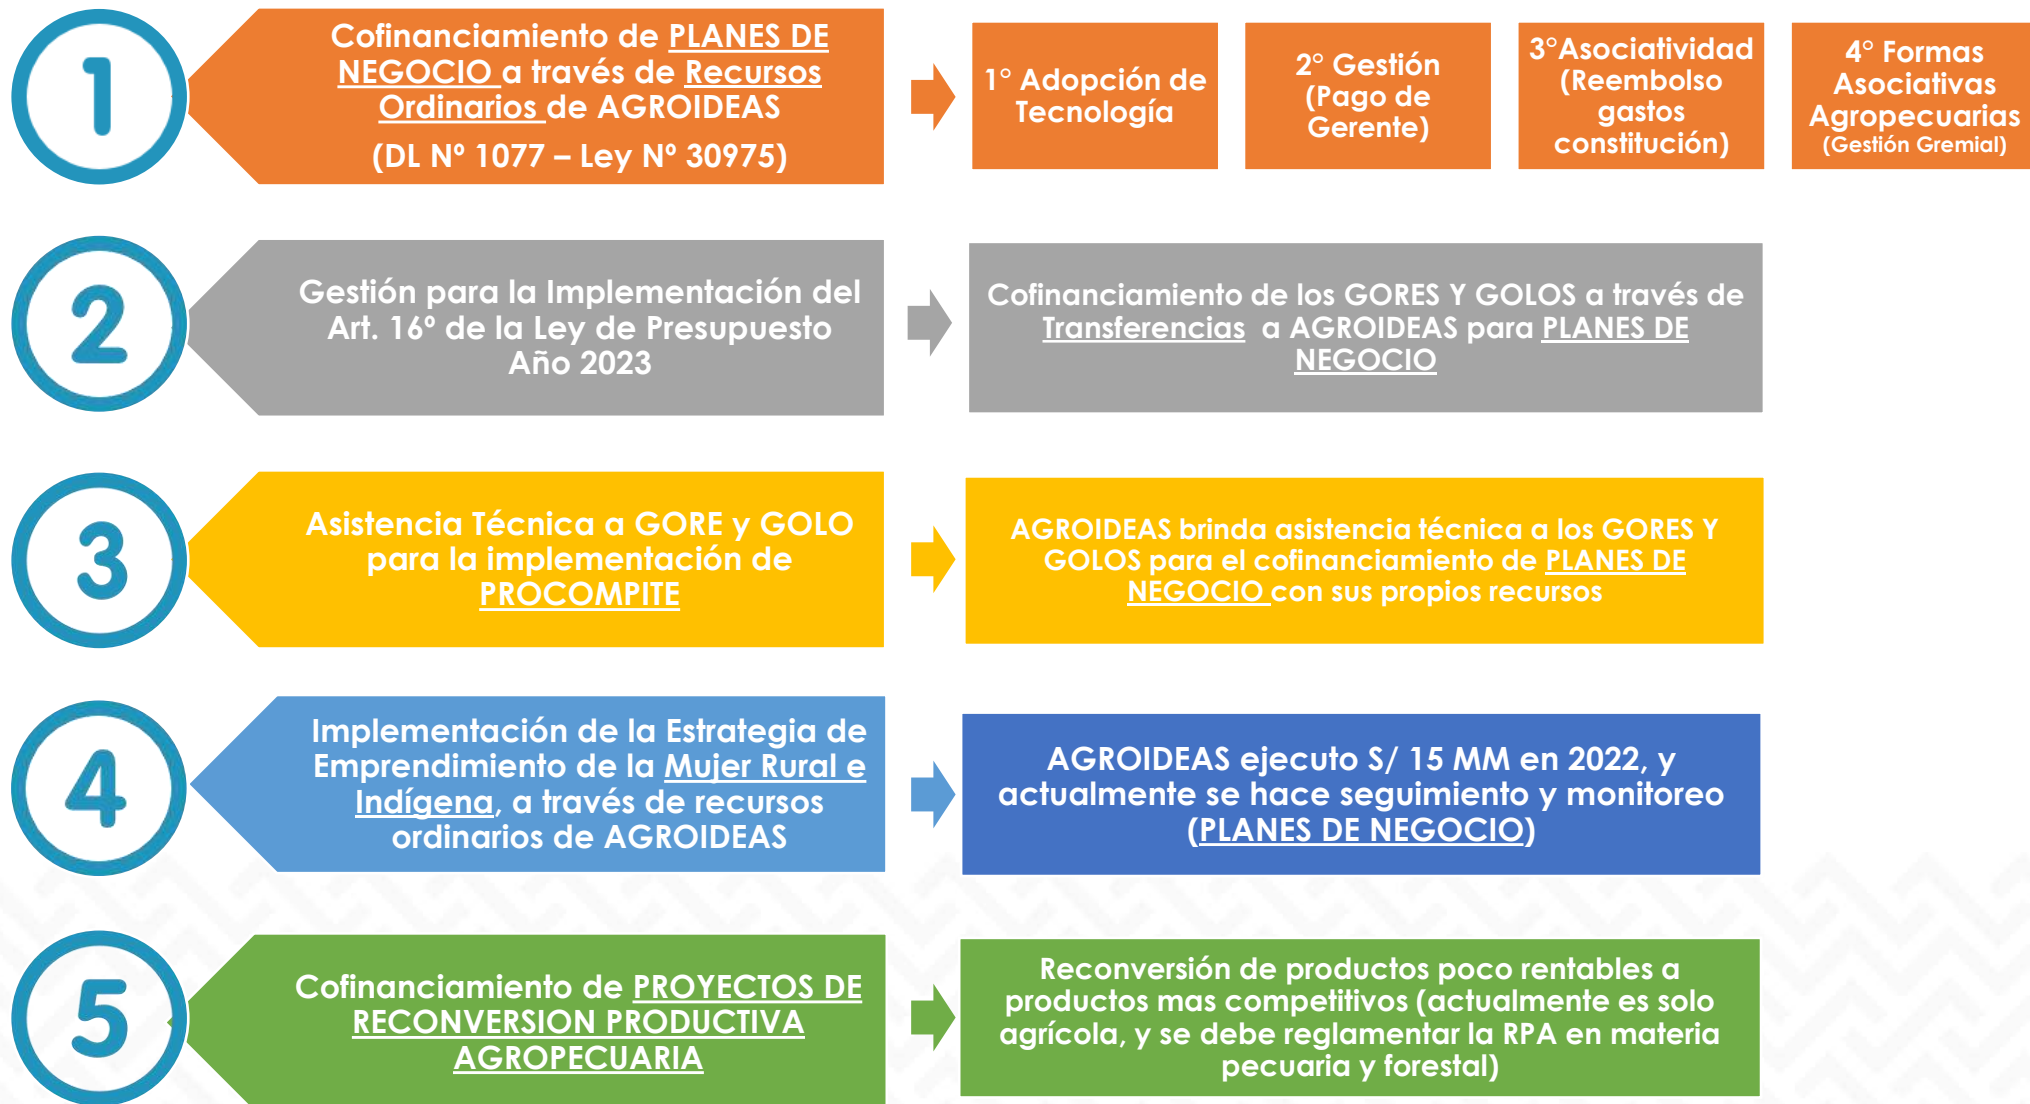 1
Cofinanciamiento de PLANES DE
NEGOCIO a través de Recursos
Ordinarios de AGROIDEAS
(DL Nº 1077 – Ley Nº 30975)
1° Adopción de
Tecnología
2° Gestión
(Pago de
Gerente)
3°Asociatividad
(Reembolso
gastos
constitución)
4° Formas
Asociativas
Agropecuarias
(Gestión Gremial)
2
Gestión para la Implementación del
Art. 16º de la Ley de Presupuesto
Año 2023
Cofinanciamiento de los GORES Y GOLOS a través de
Transferencias a AGROIDEAS para PLANES DE
NEGOCIO
3
Asistencia Técnica a GORE y GOLO
para la implementación de
PROCOMPITE
AGROIDEAS brinda asistencia técnica a los GORES Y
GOLOS para el cofinanciamiento de PLANES DE
NEGOCIO con sus propios recursos
4
Implementación de la Estrategia de
Emprendimiento de la Mujer Rural e
Indígena, a través de recursos
ordinarios de AGROIDEAS
AGROIDEAS ejecuto S/ 15 MM en 2022, y
actualmente se hace seguimiento y monitoreo
(PLANES DE NEGOCIO)
5
Cofinanciamiento de PROYECTOS DE
RECONVERSION PRODUCTIVA
AGROPECUARIA
Reconversión de productos poco rentables a
productos mas competitivos (actualmente es solo
agrícola, y se debe reglamentar la RPA en materia
pecuaria y forestal)